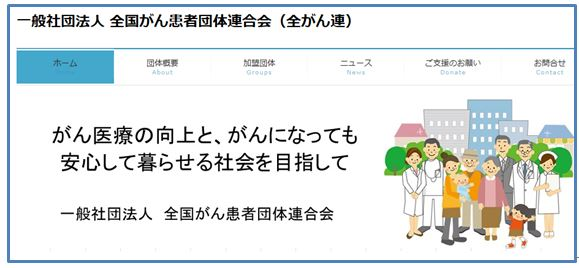 一般社団法人 全国がん患者団体連合会（全がん連）
ホーム 団体概要 加盟団体 ニュース ご支援のお願い お問合せ
Home About Groups News Donate Contact
がん医療の向上と、がんになっても
安心して暮らせる社会を目指して
一般社団法人 全国がん患者団体連合会